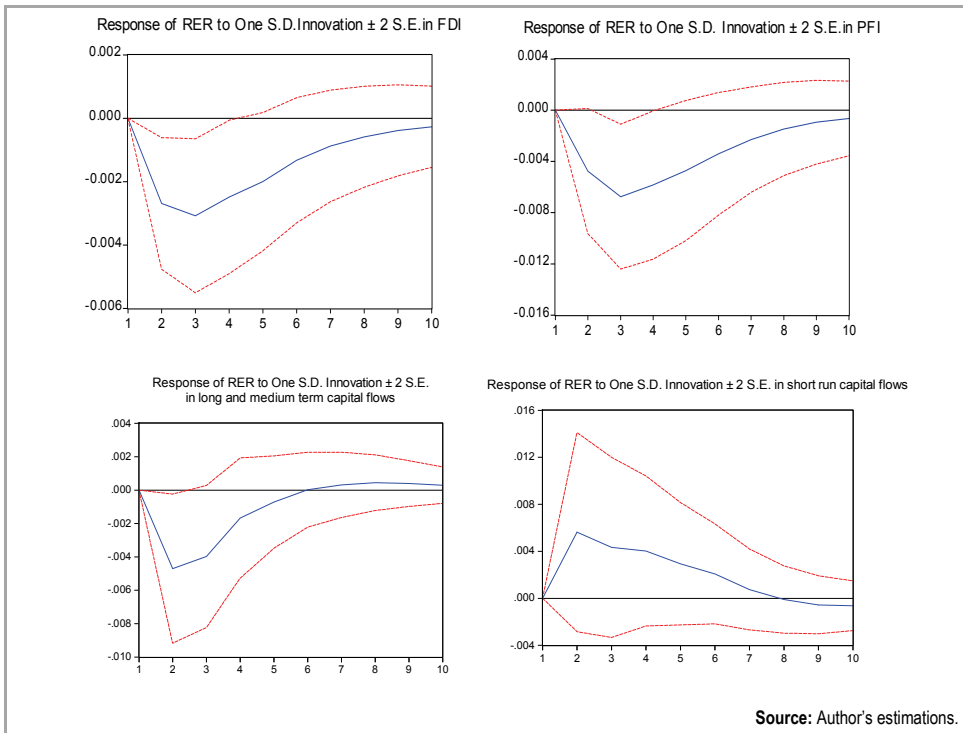 Response of RER to One S.D.Innovation ± 2 S.E.in FDI
0.002
0.000
-0.002
-0.004
-0.006
1 2 3 4 5 6 7 8 9 10
Response of RER to One S.D. Innovation ± 2 S.E.in PFI
0.004
0.000
-0.004
-0.008
-0.012
-0.016
1 2 3 4 5 6 7 8 9 10
Response of RER to One S.D. Innovation ± 2 S.E.
in long and medium term capital flows
.004
.002
.000
-.002
-.004
-.006
-.008
-.010
1 2 3 4 5 6 7 8 9 10
Response of RER to One S.D. Innovation ± 2 S.E. in short run capital flows
.016
.012
.008
.004
.000
-.004
1 2 3 4 5 6 7 8 9 10
Source: Author's estimations.